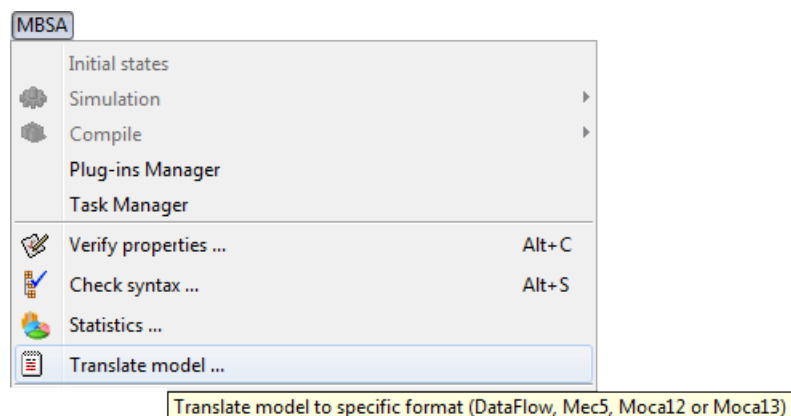 MBSA
Initial states
Simulation
Compile
Plug-ins Manager
Task Manager
Verify properties ... Alt+C
Check syntax ... Alt+S
Statistics ...
Translate model ...
Translate model to specific format (DataFlow, Mec5, Moca12 or Moca13)